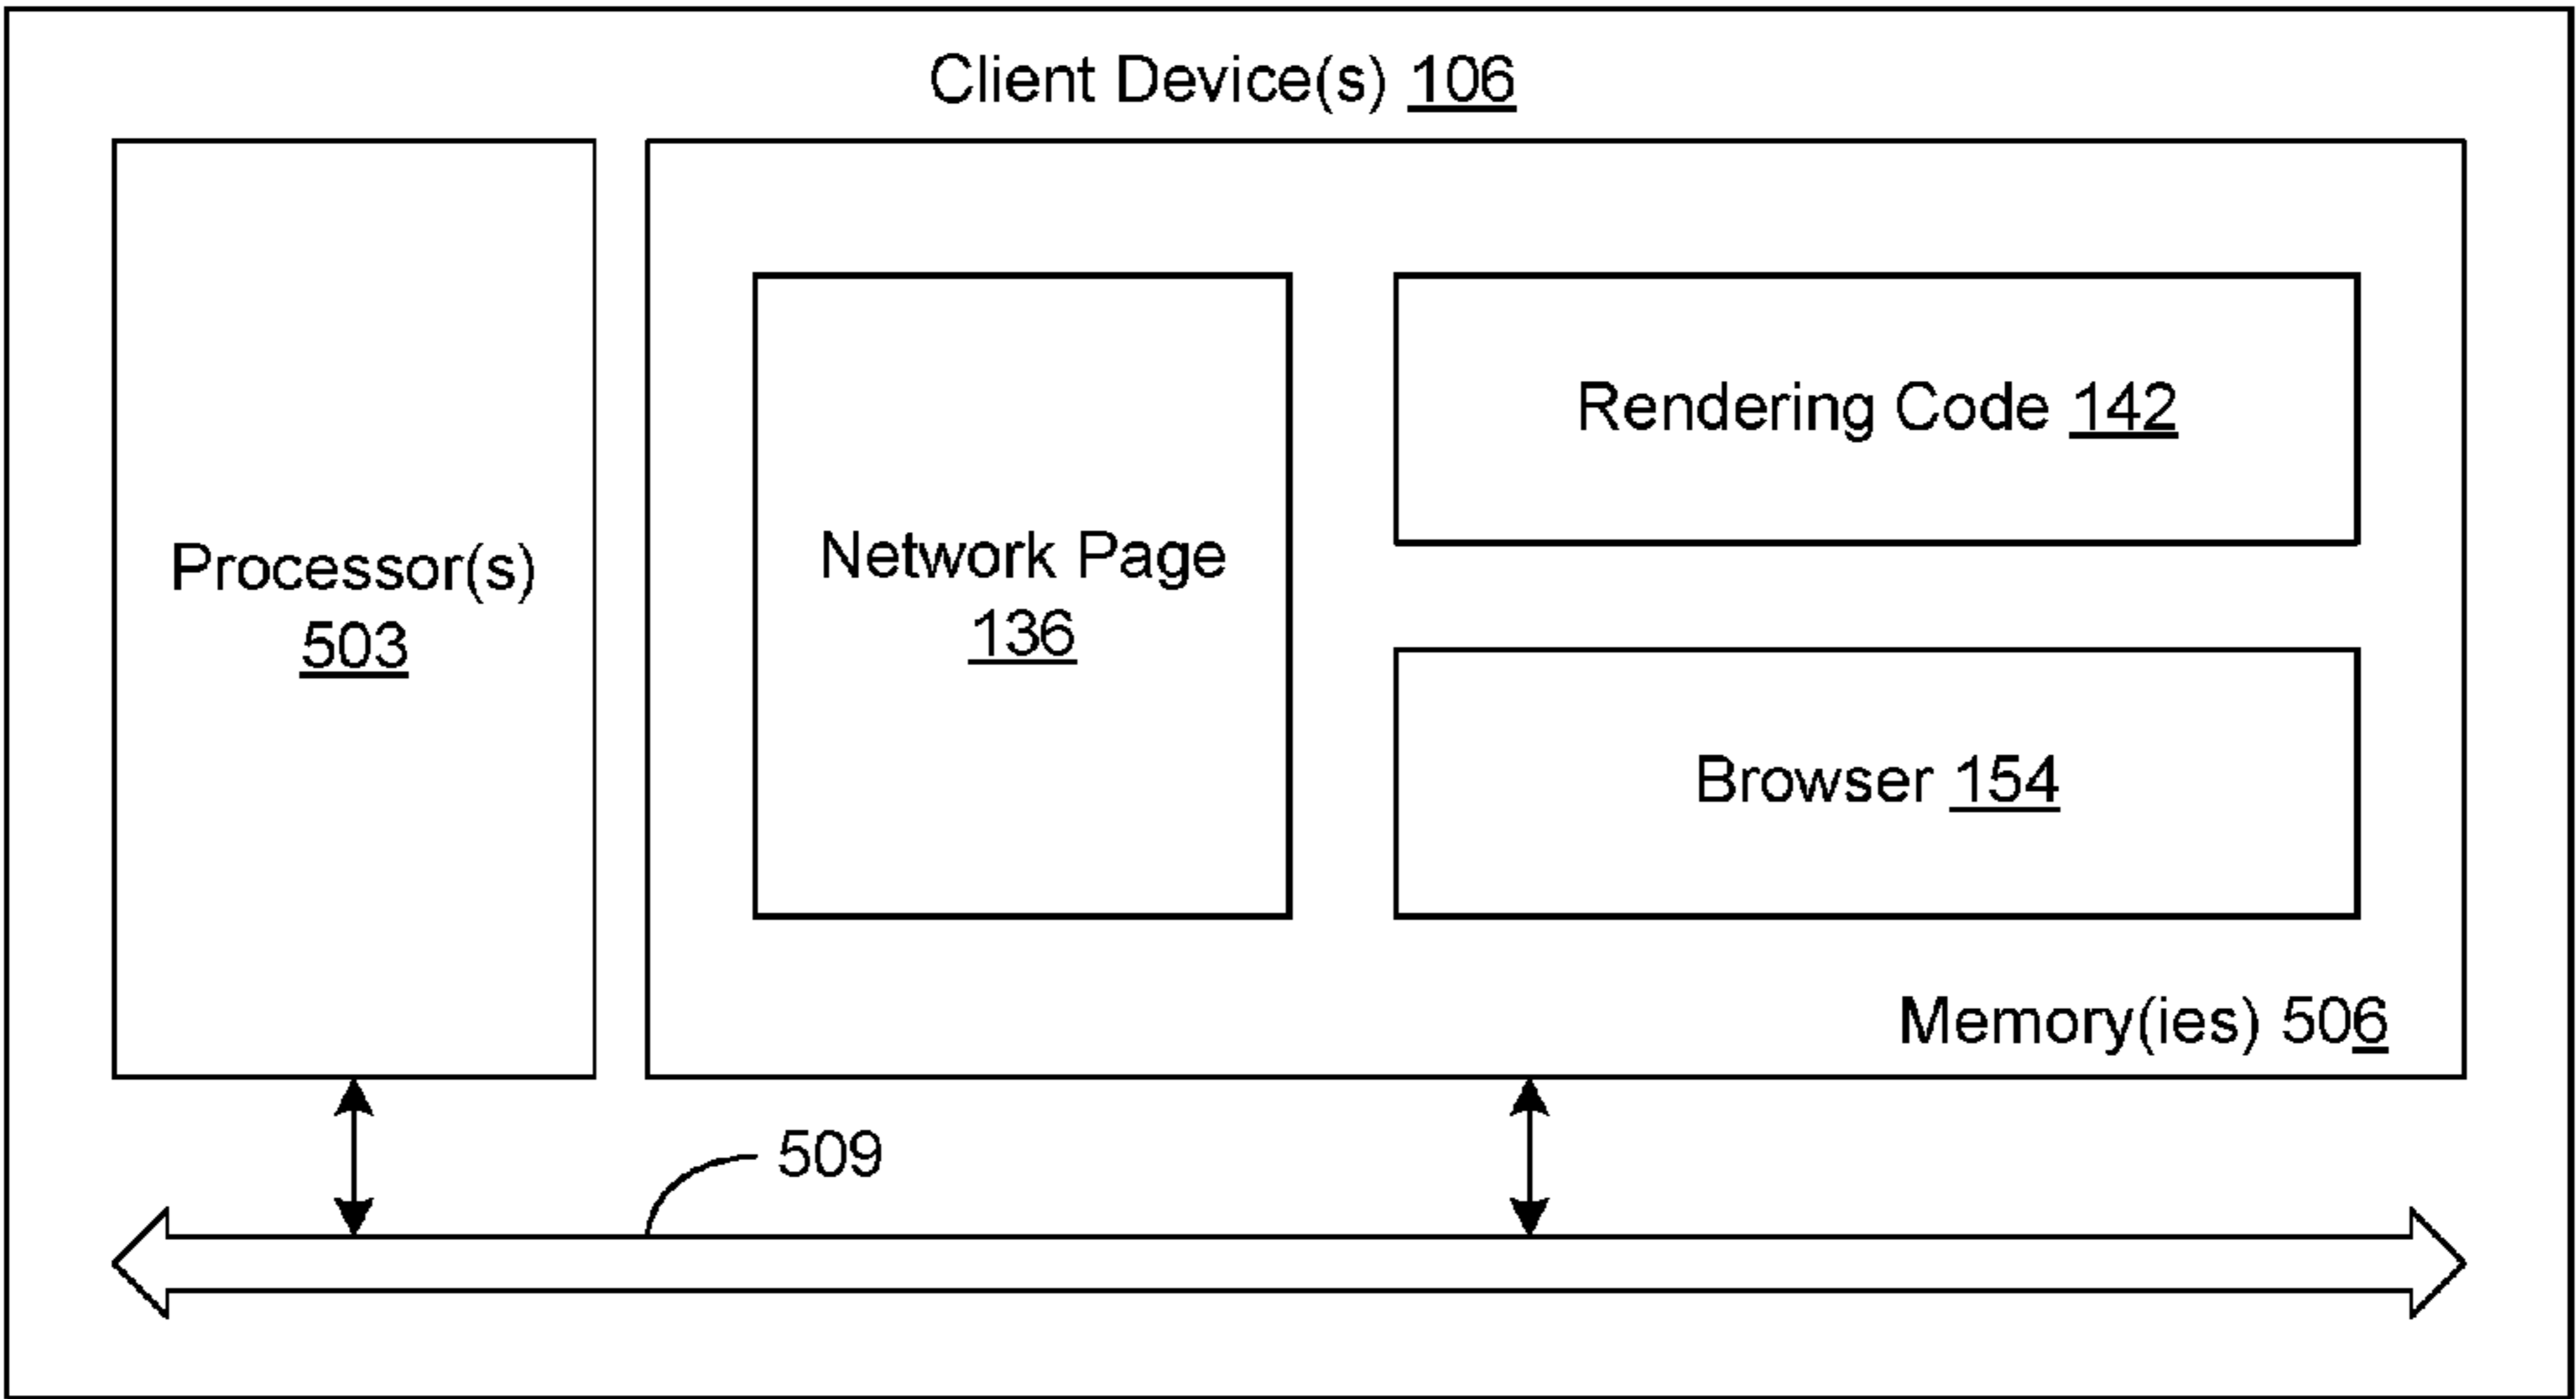 Client Device(s) 106
Processor(s)
503
Network Page
136
Rendering Code 142
Browser 154
Memory(ies) 506
509